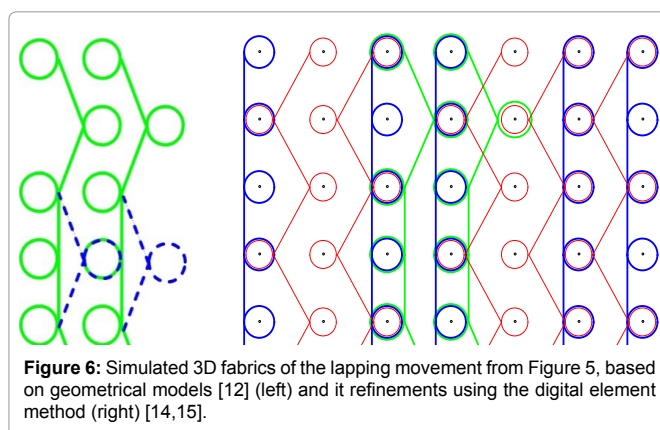 Figure 6: Simulated 3D fabrics of the lapping movement from Figure 5, based
on geometrical models [12] (left) and it refinements using the digital element
method (right) [14,15].